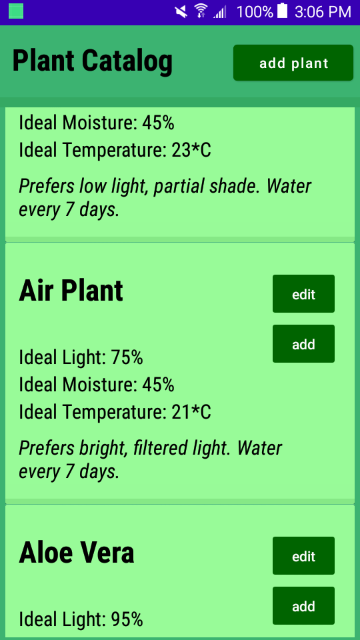 100% 3:06 PM
Plant Catalog
add plant
Ideal Moisture: 45%
Ideal Temperature: 23*C
Prefers low light, partial shade. Water
every 7 days.
Air Plant
edit
add
Ideal Light: 75%
Ideal Moisture: 45%
Ideal Temperature: 21*C
Prefers bright, filtered light. Water
every 7 days.
Aloe Vera
edit
add
Ideal Light: 95%